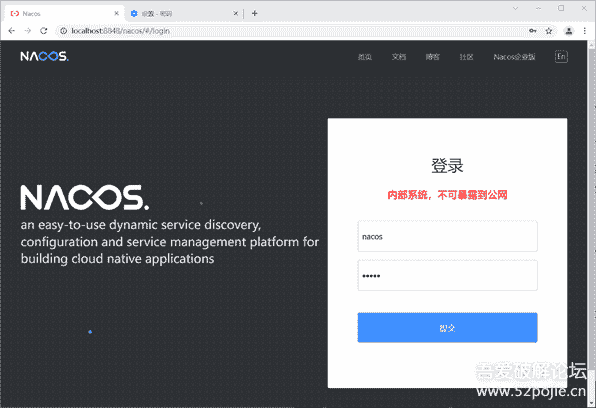 Nacos
设置 - 密码
localhost:8848/nacos/#/login
NACOS.
首页
文档
博客
社区
Nacos企业版
En
登录
内部系统，不可暴露到公网
NACOS.
an easy-to-use dynamic service discovery,
configuration and service management platform for
building cloud native applications
nacos
•••••
提交
吾爱破解论坛
www.52pojie.cn